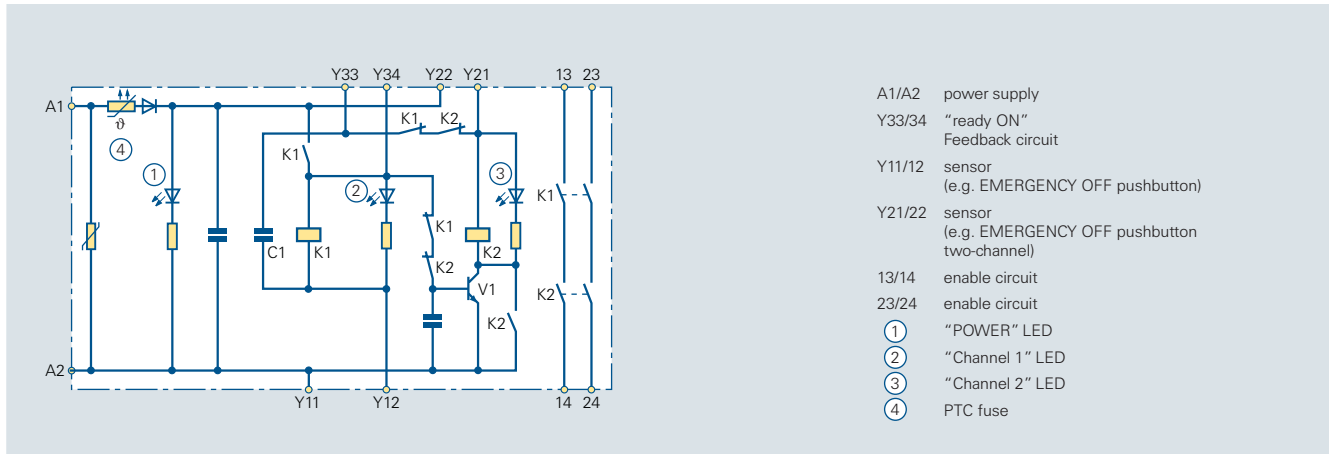 Y33 Y34 Y22 Y21 13 23
A1
K1 K2
ϑ
4
K1
1
2
3
K1
C1 K1
K1
K2
K2
V1
K2
K2
A2
Y11 Y12 14 24
A1/A2 power supply
Y33/34 “ready ON”
Feedback circuit
Y11/12 sensor
(e.g. EMERGENCY OFF pushbutton)
Y21/22 sensor
(e.g. EMERGENCY OFF pushbutton
two-channel)
13/14 enable circuit
23/24 enable circuit
1 “POWER” LED
2 “Channel 1” LED
3 “Channel 2” LED
4 PTC fuse